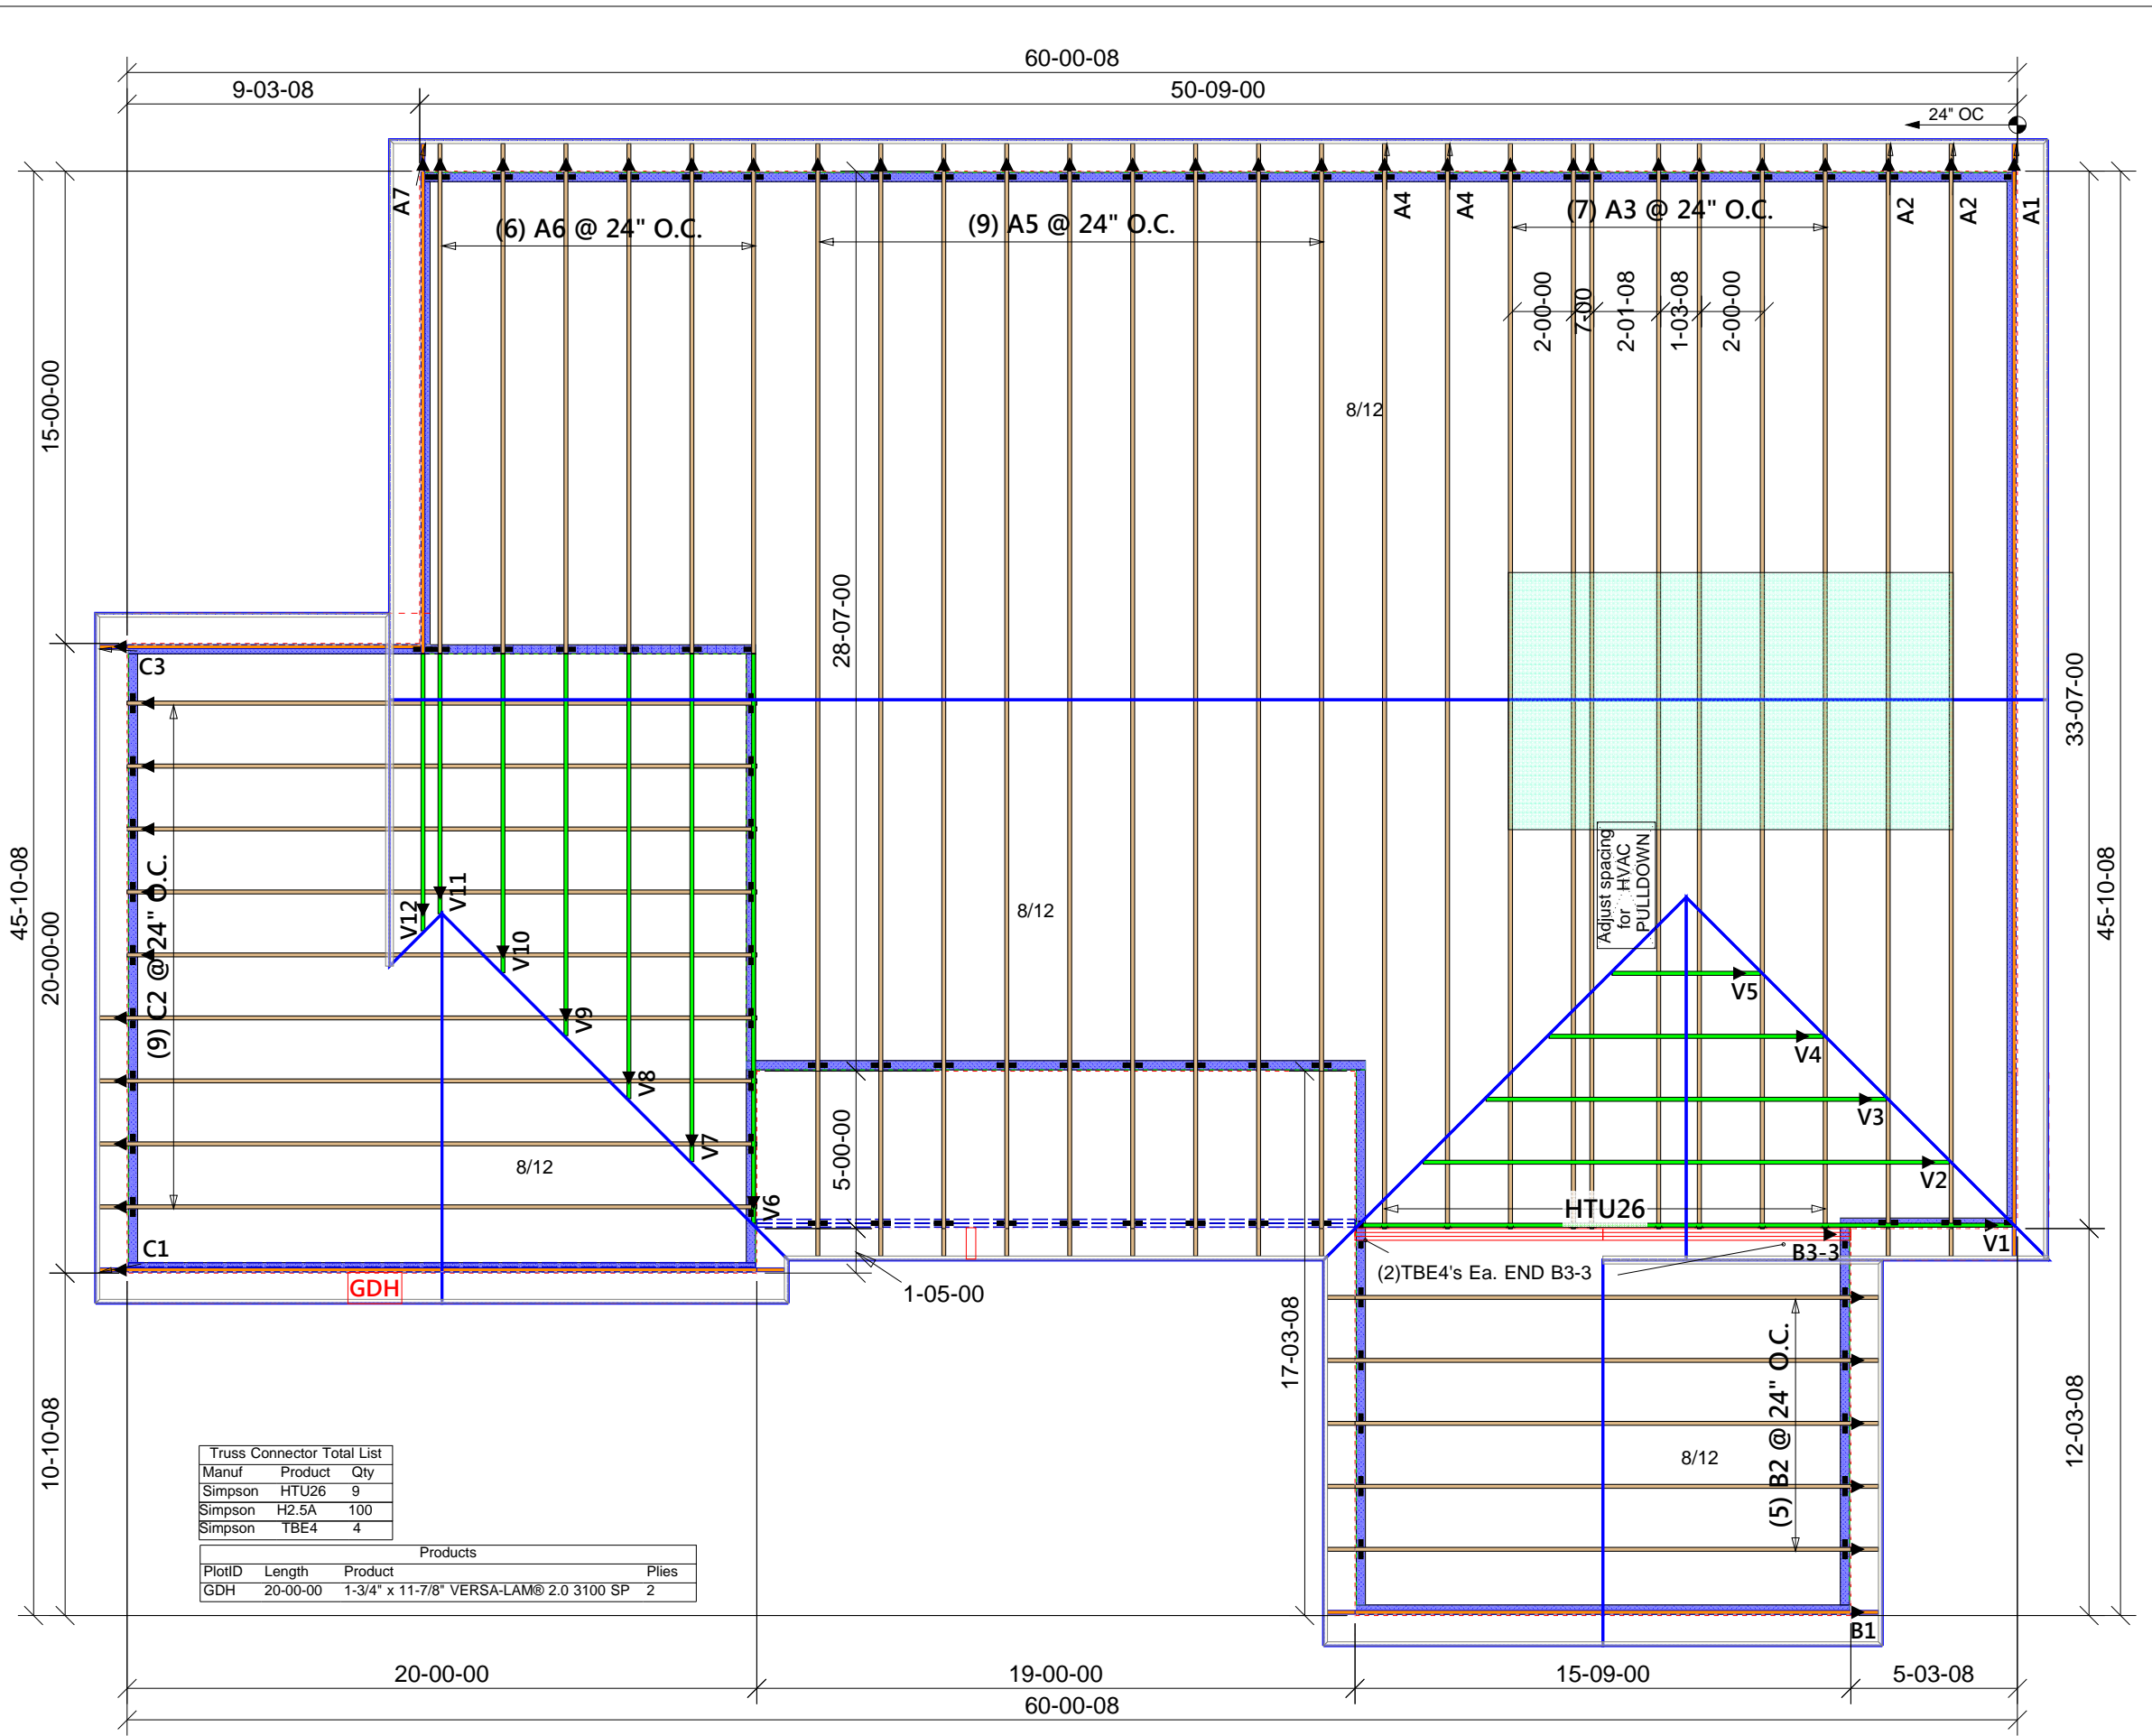 60-00-08
9-03-08
50-09-00
24" OC
A7
A4
A4
A2
A2
A1
(6) A6 @ 24" O.C.
(9) A5 @ 24" O.C.
(7) A3 @ 24" O.C.
2-00-00
7-00
2-01-08
1-03-08
2-00-00
15-00-00
8/12
28-07-00
33-07-00
C3
45-10-08
20-00-00
(9) C2 @ 24" O.C.
V12
V11
V10
V9
V8
V7
V6
8/12
Adjust spacing
for HVAC
PULLDOWN
45-10-08
V5
V4
V3
V2
V1
8/12
5-00-00
HTU26
C1
GDH
1-05-00
B3-3
(2)TBE4's Ea. END B3-3
17-03-08
10-10-08
12-03-08
8/12
(5) B2 @ 24" O.C.
B1
Truss Connector Total List
Manuf Product Qty
Simpson HTU26 9
Simpson H2.5A 100
Simpson TBE4 4
Products
PlotID Length Product Plies
GDH 20-00-00 1-3/4" x 11-7/8" VERSA-LAM® 2.0 3100 SP 2
20-00-00
19-00-00
15-09-00
5-03-08
60-00-08